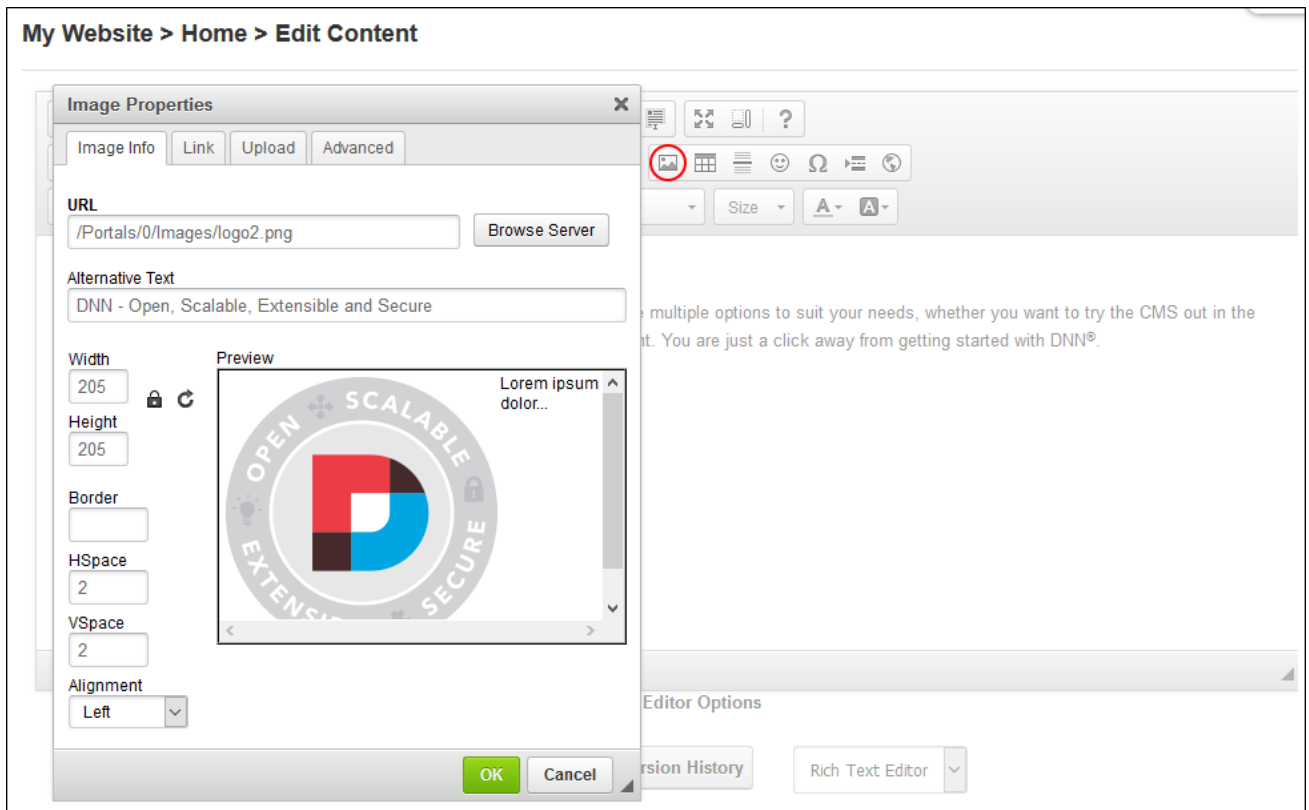 My Website > Home > Edit Content
Image Properties
Image Info Link Upload Advanced
URL
/Portals/0/Images/logo2.png Browse Server
Size
Alternative Text
DNN - Open, Scalable, Extensible and Secure
multiple options to suit your needs, whether you want to try the CMS out in the
You are just a click away from getting started with DNN®.
Width Preview
205
Height
205
Lorem ipsum
dolor...
OPEN SCALABLE
SECURE
Border
HSpace
2
VSpace
2
Alignment
Left
Editor Options
OK Cancel
History Rich Text Editor